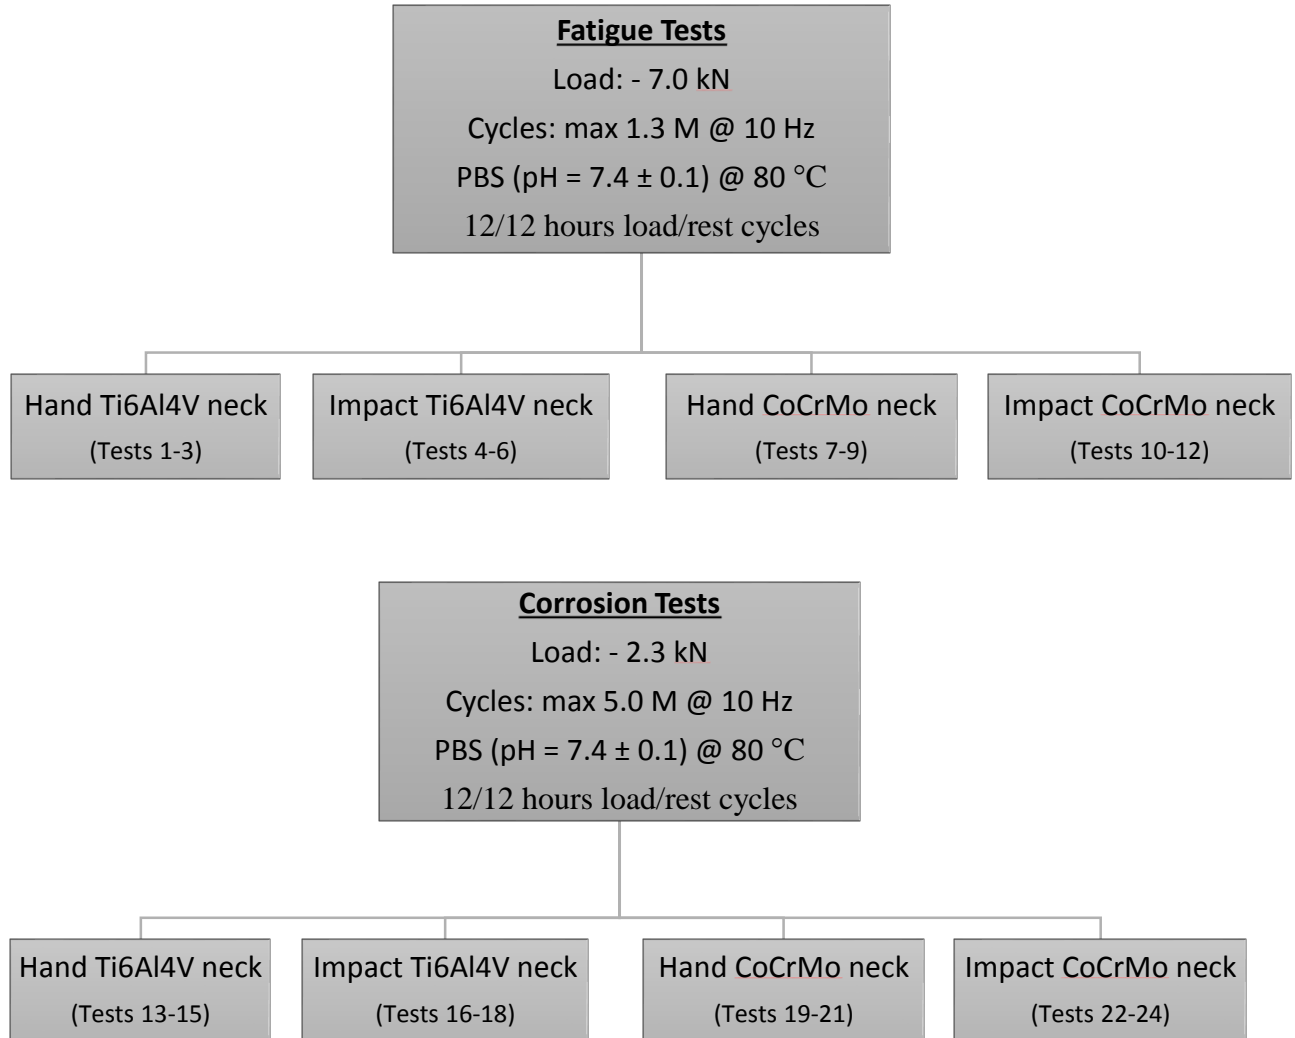 Fatigue Tests
Load: - 7.0 kN
Cycles: max 1.3 M @ 10 Hz
PBS (pH = 7.4 ± 0.1) @ 80 °C
12/12 hours load/rest cycles
Hand Ti6Al4V neck
(Tests 1-3)
Impact Ti6Al4V neck
(Tests 4-6)
Hand CoCrMo neck
(Tests 7-9)
Impact CoCrMo neck
(Tests 10-12)
Corrosion Tests
Load: - 2.3 kN
Cycles: max 5.0 M @ 10 Hz
PBS (pH = 7.4 ± 0.1) @ 80 °C
12/12 hours load/rest cycles
Hand Ti6Al4V neck
(Tests 13-15)
Impact Ti6Al4V neck
(Tests 16-18)
Hand CoCrMo neck
(Tests 19-21)
Impact CoCrMo neck
(Tests 22-24)